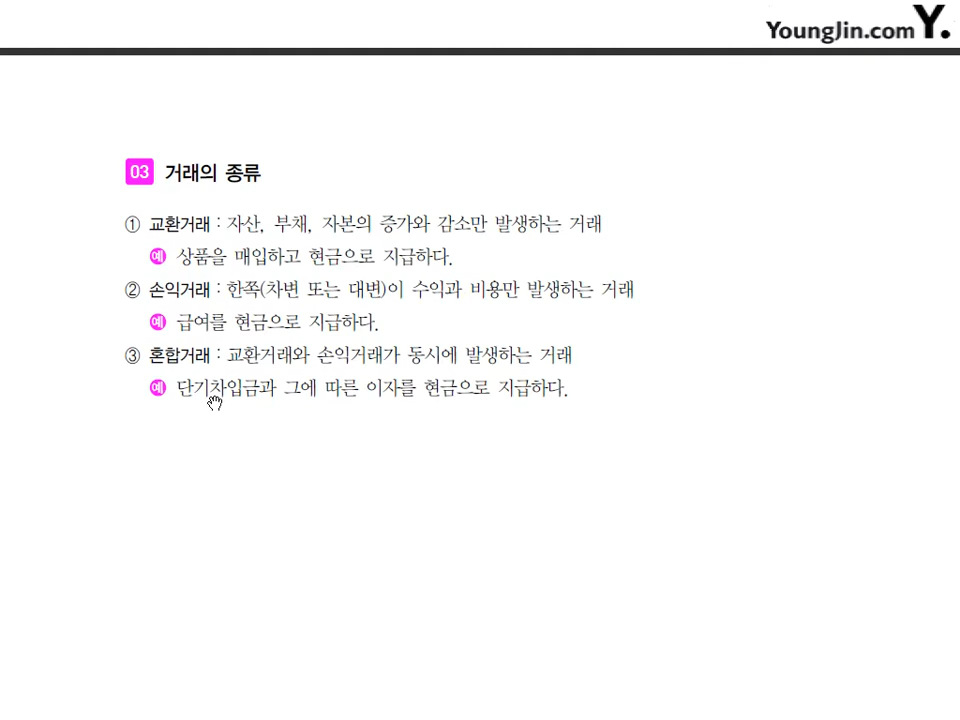 YoungJin.com Y.
03 거래의 종류
① 교환거래 : 자산, 부채, 자본의 증가와 감소만 발생하는 거래
예 상품을 매입하고 현금으로 지급하다.
② 손익거래 : 한쪽(차변 또는 대변)이 수익과 비용만 발생하는 거래
예 급여를 현금으로 지급하다.
③ 혼합거래 : 교환거래와 손익거래가 동시에 발생하는 거래
예 단기차입금과 그에 따른 이자를 현금으로 지급하다.